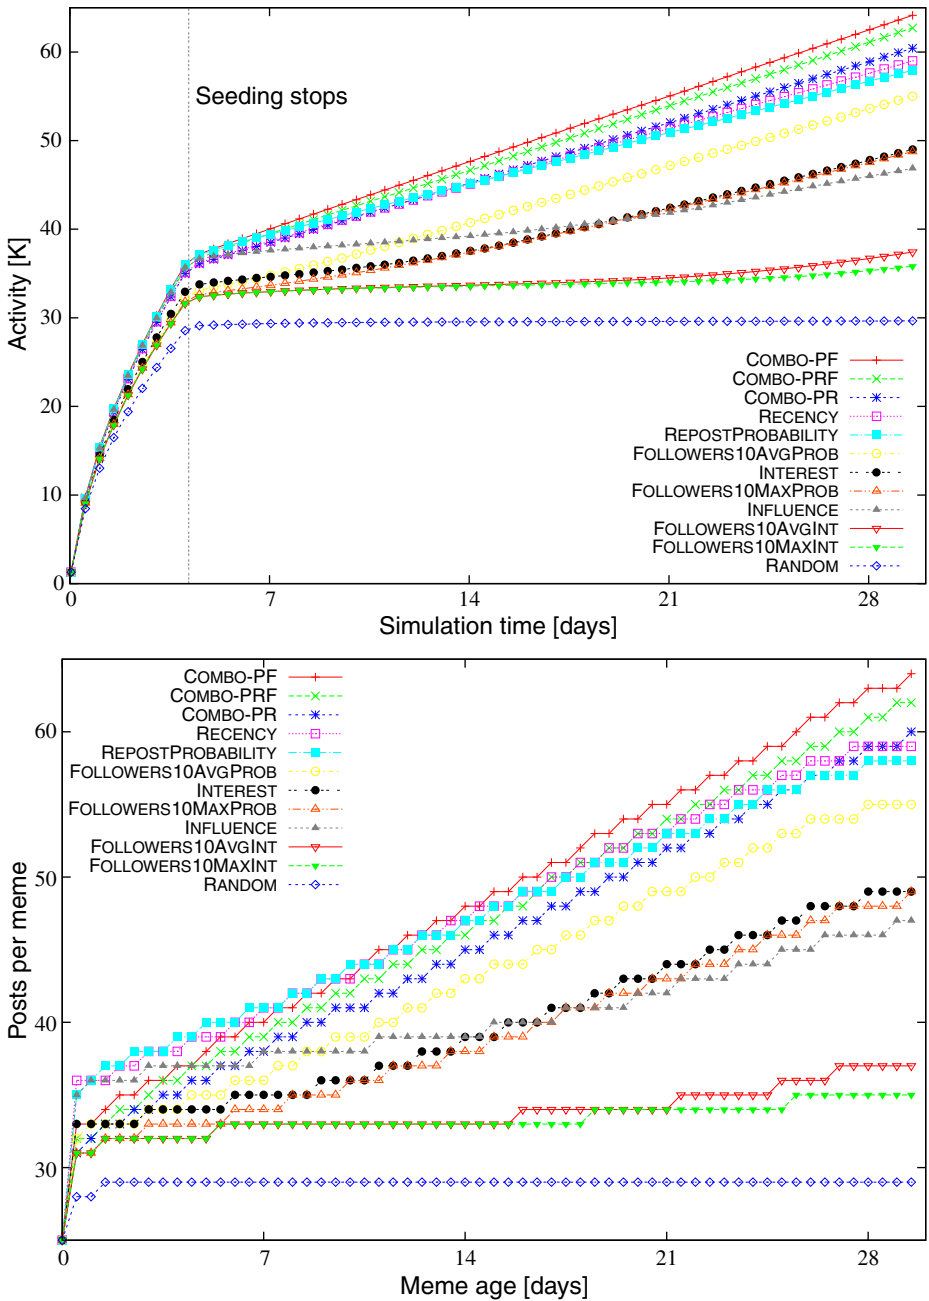 60
50
40
30
20
10
0
Activity [K]
Seeding stops
COMBO-PF
COMBO-PRF
COMBO-PR
RECENCY
REPOSTPROBABILITY
FOLLOWERS10AVGPROB
INTEREST
FOLLOWERS10MAXPROB
INFLUENCE
FOLLOWERS10AVGINT
FOLLOWERS10MAXINT
RANDOM
0 7 14 21 28
Simulation time [days]
COMBO-PF
COMBO-PRF
COMBO-PR
RECENCY
REPOSTPROBABILITY
FOLLOWERS10AVGPROB
INTEREST
FOLLOWERS10MAXPROB
INFLUENCE
FOLLOWERS10AVGINT
FOLLOWERS10MAXINT
RANDOM
60
50
40
30
Posts per meme
0 7 14 21 28
Meme age [days]